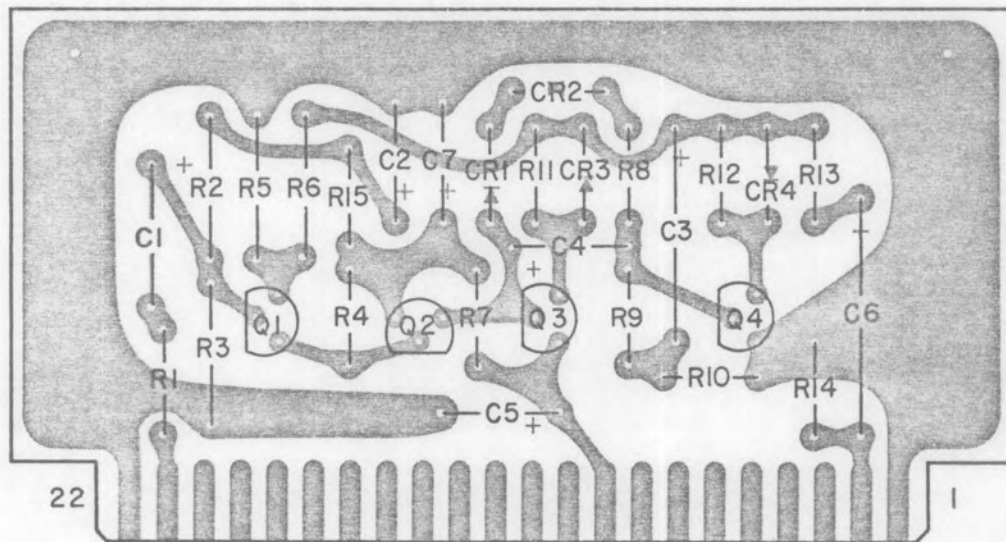 CR2
C2 C7 CR1 R11 CR3 R8 R12 R13
R2 R5 R6 R15 CR4
C1 C4 C3
Q1 R4 Q2 R7 Q3 R9 Q4 C6
R3
R1 R10 R14
C5
22 1